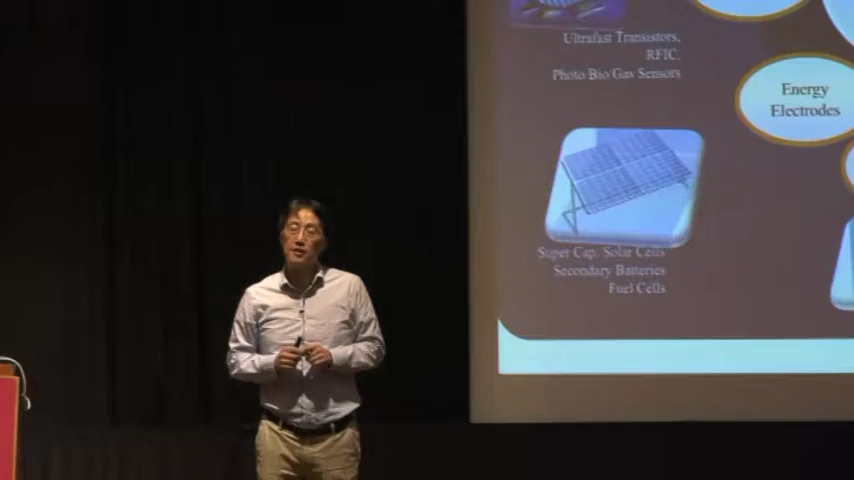 Ultrafast Transistors,
RFIC.
Photo Bio Gas Sensors
Energy
Electrodes
Super Cap, Solar Cells
Secondary Batteries
Fuel Cells